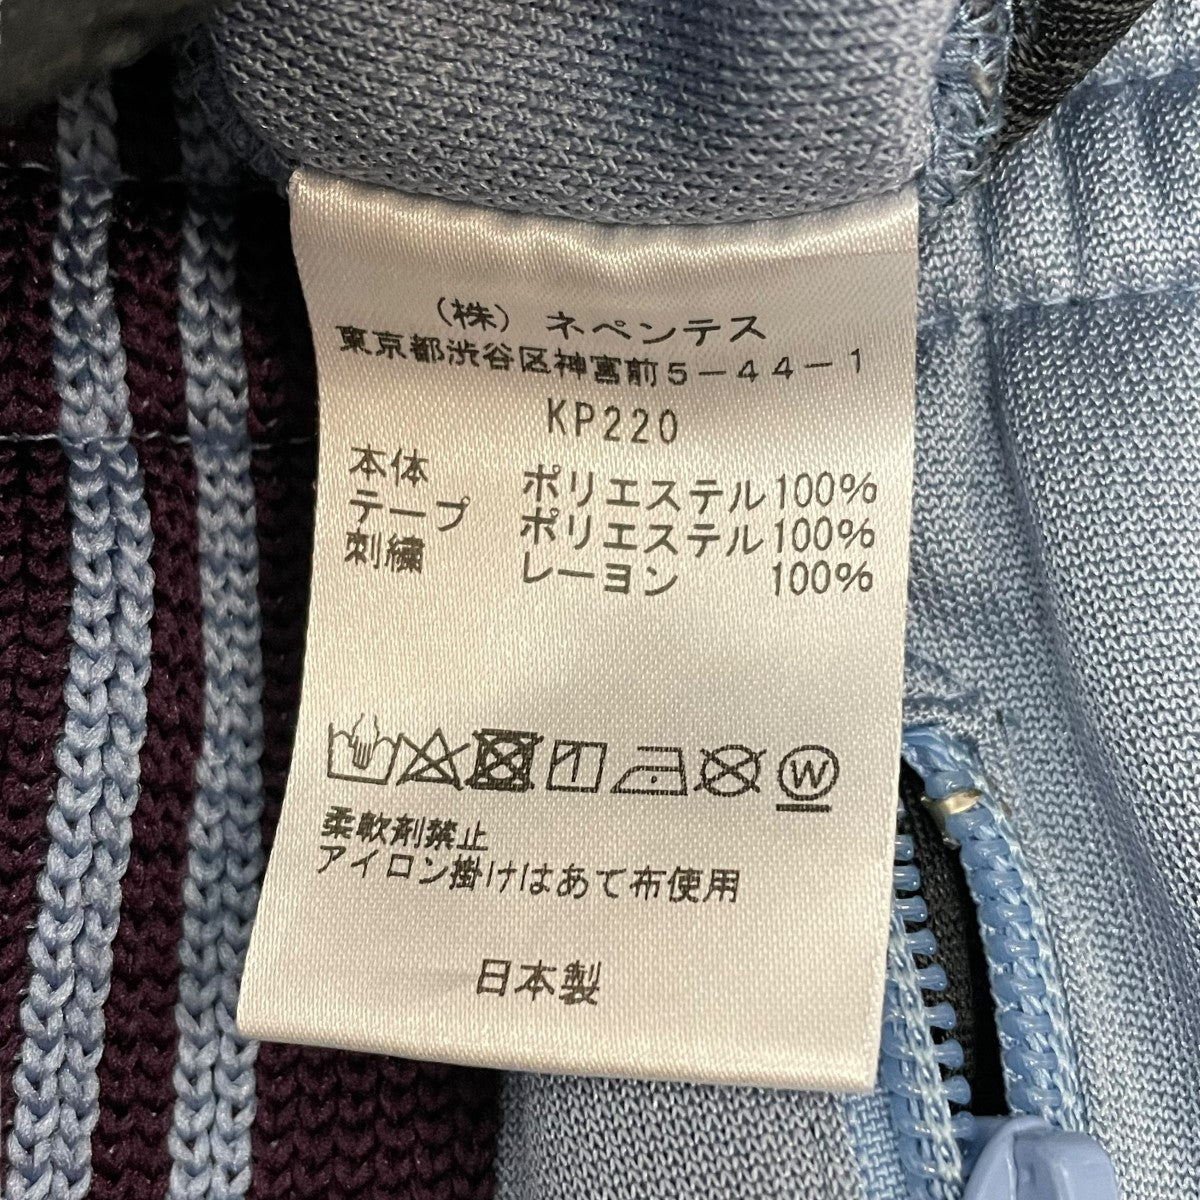 (株) ネペンテス
東京都渋谷区神宮前5-44-1
KP220
本体 ポリエステル100%
テープ ポリエステル100%
刺繍 レーヨン 100%
W
柔軟剤禁止
アイロン掛けはあて布使用
日本製